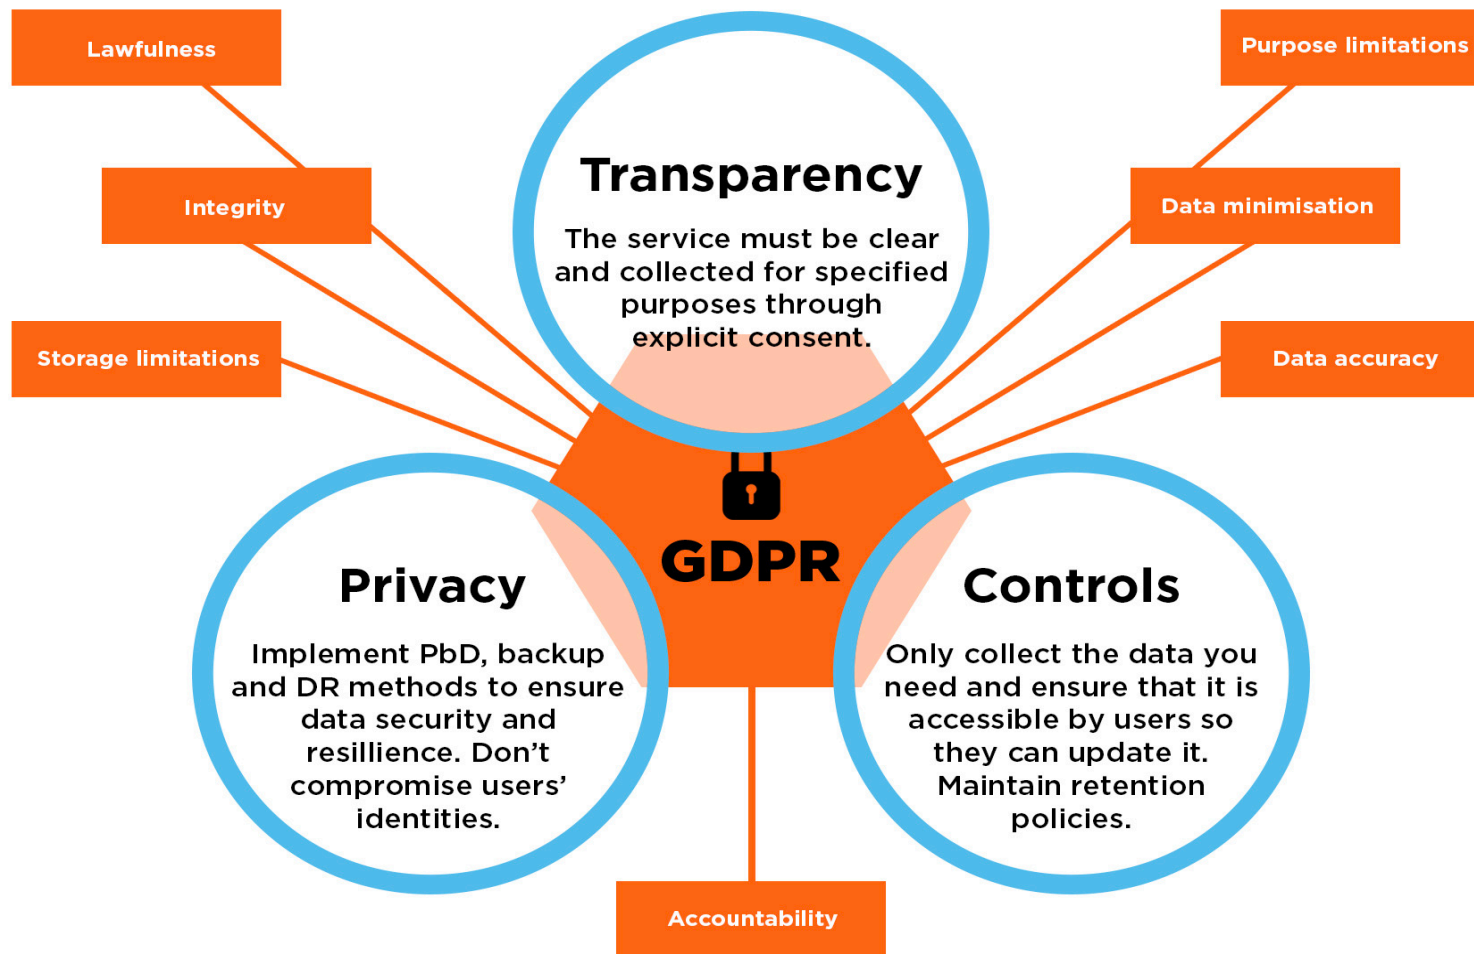 Lawfulness
Purpose limitations
Integrity
Data minimisation
Storage limitations
Data accuracy
Transparency
The service must be clear
and collected for specified
purposes through
explicit consent.
GDPR
Privacy
Implement PbD, backup
and DR methods to ensure
data security and
resillience. Don’t
compromise users’
identities.
Controls
Only collect the data you
need and ensure that it is
accessible by users so
they can update it.
Maintain retention
policies.
Accountability